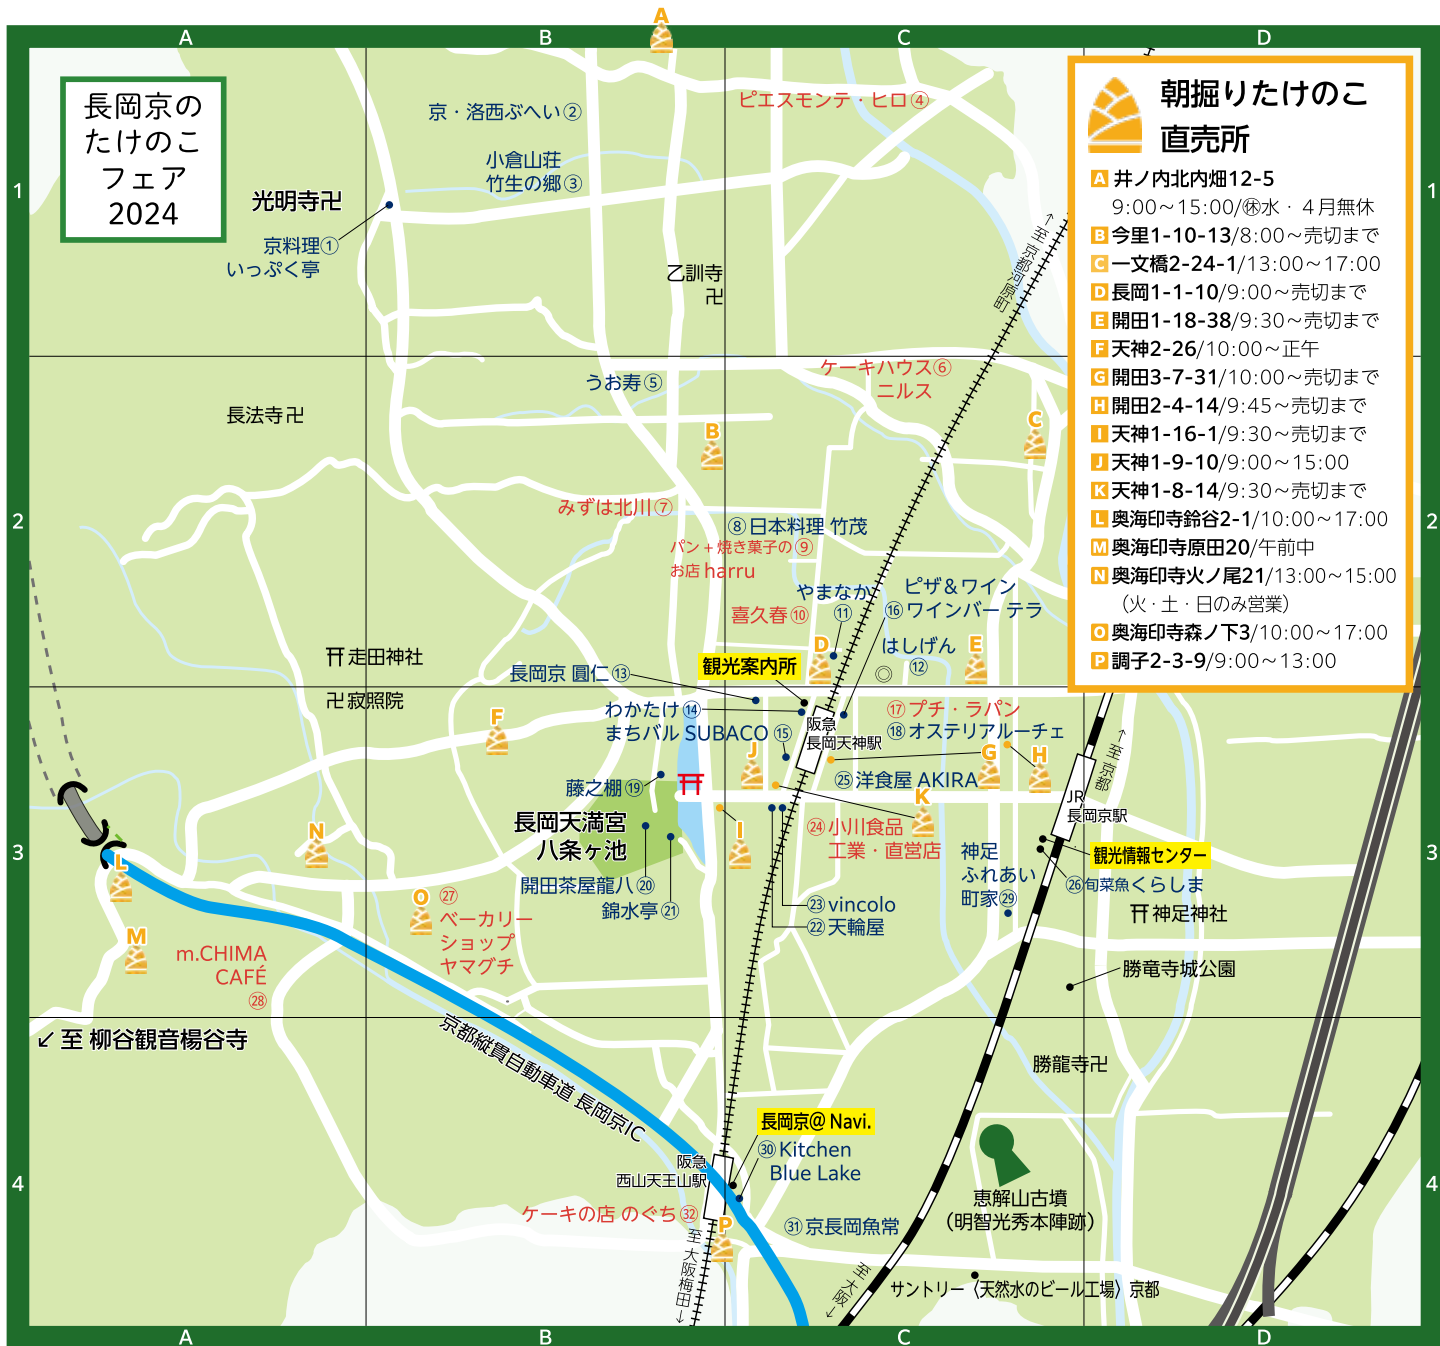 A
A
B
C
D
長岡京の
たけのこ
フェア
2024
朝掘りたけのこ
直売所
A 井ノ内北内畑12-5
9:00～15:00/㊡水・４月無休
B 今里1-10-13/8:00～売切まで
C 一文橋2-24-1/13:00～17:00
D 長岡1-1-10/9:00～売切まで
E 開田1-18-38/9:30～売切まで
F 天神2-26/10:00～正午
G 開田3-7-31/10:00～売切まで
H 開田2-4-14/9:45～売切まで
I 天神1-16-1/9:30～売切まで
J 天神1-9-10/9:00～15:00
K 天神1-8-14/9:30～売切まで
L 奥海印寺鈴谷2-1/10:00～17:00
M 奥海印寺原田20/午前中
N 奥海印寺火ノ尾21/13:00～15:00
（火・土・日のみ営業）
O 奥海印寺森ノ下3/10:00～17:00
P 調子2-3-9/9:00～13:00
1
1
京・洛西ぶへい②
ピエスモンテ・ヒロ④
小倉山荘
竹生の郷③
光明寺卍
京料理①
いっぷく亭
乙訓寺
卍
←至 京都河原町
うお寿⑤
ケーキハウス⑥
ニルス
長法寺卍
B
C
2
2
みずは北川⑦
⑧日本料理 竹茂
パン＋焼き菓子の⑨
お店 harru
やまなか
⑪
ピザ＆ワイン
⑯ワインバー テラ
喜久春⑩
D
はしげん
⑫
E
◎
走田神社
卍寂照院
長岡京 圓仁⑬
観光案内所
わかたけ⑭
まちバル SUBACO⑮
阪急
長岡天神駅
⑰プチ・ラパン
⑱オステリアルーチェ
F
J
G
H
←至 京都
藤之棚⑲
㉕洋食屋 AKIRA
K
JR
長岡京駅
長岡天満宮
八条ヶ池
I
㉔小川食品
工業・直営店
神足
ふれあい
町家㉙
観光情報センター
㉖旬菜魚くらしま
神足神社
N
L
3
3
開田茶屋龍八⑳
錦水亭㉑
㉓vincolo
㉒天輪屋
O
㉗
ベーカリー
ショップ
ヤマグチ
M
m.CHIMA
CAFÉ
㉘
勝竜寺城公園
↙至 柳谷観音楊谷寺
京都縦貫自動車道 長岡京IC
勝龍寺卍
長岡京@ Navi.
㉚Kitchen
Blue Lake
阪急
西山天王山駅
4
4
恵解山古墳
（明智光秀本陣跡）
ケーキの店 のぐち㉜
P
㉛京長岡魚常
至 大阪梅田→
至 大阪→
サントリー〈天然水のビール工場〉京都
A
B
C
D